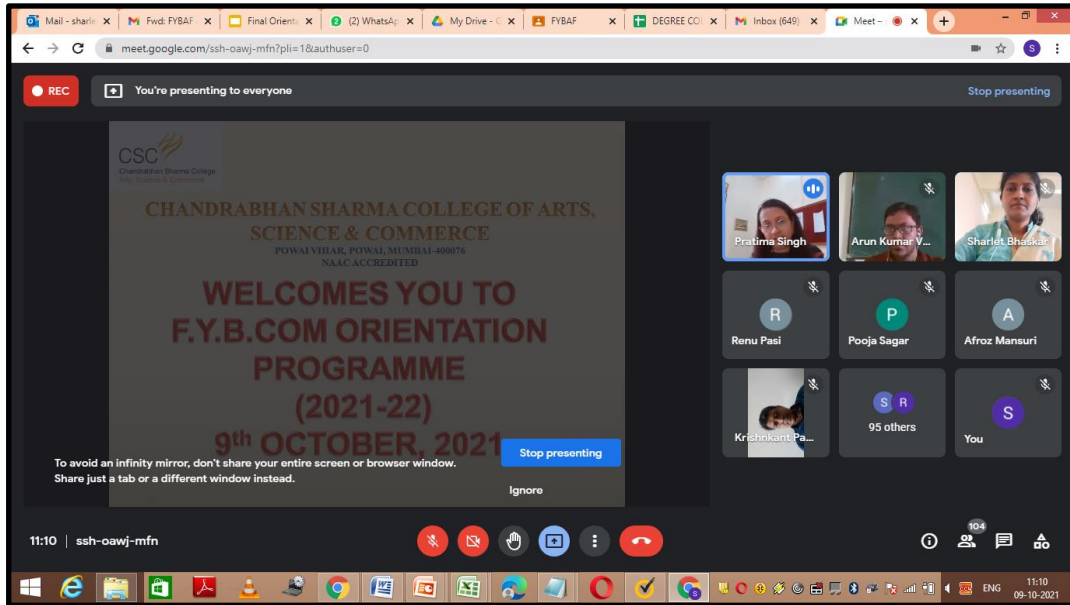 Mail - sharle
Fwd: FYBAF
Final Orient
(2) WhatsAp
My Drive - G
FYBAF
DEGREE COL
Inbox (649)
Meet –
meet.google.com/ssh-oawj-mfn?pli=1&authuser=0
S
REC
You're presenting to everyone
Stop presenting
CSC
Chandrabhan Sharma College
Arts, Science & Commerce
CHANDRABHAN SHARMA COLLEGE OF ARTS,
SCIENCE & COMMERCE
POWAI VIHAR, POWAI, MUMBAI-400076
NAAC ACCREDITED
WELCOMES YOU TO
F.Y.B.COM ORIENTATION
PROGRAMME
(2021-22)
9th OCTOBER, 2021
To avoid an infinity mirror, don't share your entire screen or browser window.
Share just a tab or a different window instead.
Stop presenting
Ignore
Pratima Singh
Arun Kumar V...
Sharlet Bhaskar
R
Renu Pasi
P
Pooja Sagar
A
Afroz Mansuri
Krishnkant Pa...
S R
95 others
S
You
11:10 | ssh-oawj-mfn
104
ENG
11:10
09-10-2021